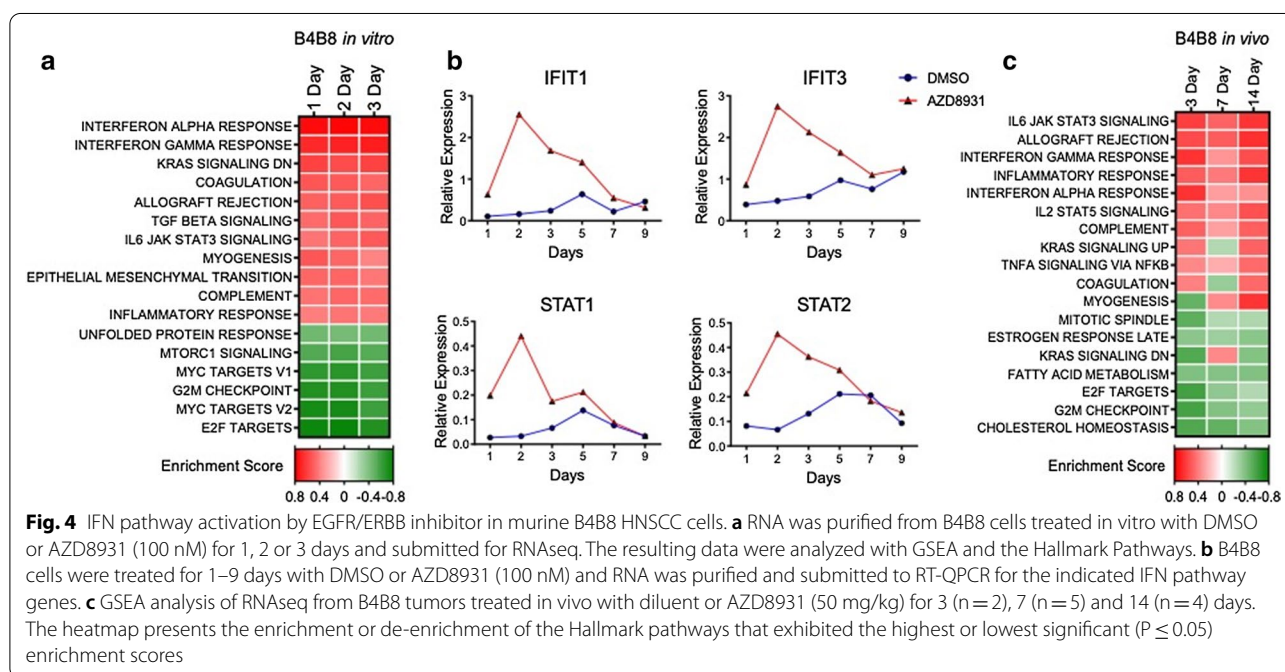 a
B4B8 in vitro
1 Day
2 Day
3 Day
INTERFERON ALPHA RESPONSE
INTERFERON GAMMA RESPONSE
KRAS SIGNALING DN
COAGULATION
ALLOGRAFT REJECTION
TGF BETA SIGNALING
IL6 JAK STAT3 SIGNALING
MYOGENESIS
EPITHELIAL MESENCHYMAL TRANSITION
COMPLEMENT
INFLAMMATORY RESPONSE
UNFOLDED PROTEIN RESPONSE
MTORC1 SIGNALING
MYC TARGETS V1
G2M CHECKPOINT
MYC TARGETS V2
E2F TARGETS
Enrichment Score
0.8 0.4 0 -0.4-0.8
b
IFIT1
Relative Expression
3
2
1
0
1 2 3 5 7 9
Days
IFIT3
DMSO
AZD8931
Relative Expression
3
2
1
0
1 2 3 5 7 9
Days
STAT1
Relative Expression
0.5
0.4
0.3
0.2
0.1
0.0
1 2 3 5 7 9
Days
STAT2
Relative Expression
0.5
0.4
0.3
0.2
0.1
0.0
1 2 3 5 7 9
Days
c
B4B8 in vivo
3 Day
7 Day
14 Day
IL6 JAK STAT3 SIGNALING
ALLOGRAFT REJECTION
INTERFERON GAMMA RESPONSE
INFLAMMATORY RESPONSE
INTERFERON ALPHA RESPONSE
IL2 STAT5 SIGNALING
COMPLEMENT
KRAS SIGNALING UP
TNFA SIGNALING VIA NFKB
COAGULATION
MYOGENESIS
MITOTIC SPINDLE
ESTROGEN RESPONSE LATE
KRAS SIGNALING DN
FATTY ACID METABOLISM
E2F TARGETS
G2M CHECKPOINT
CHOLESTEROL HOMEOSTASIS
Enrichment Score
0.8 0.4 0 -0.4-0.8
Fig. 4 IFN pathway activation by EGFR/ERBB inhibitor in murine B4B8 HNSCC cells. a RNA was purified from B4B8 cells treated in vitro with DMSO
or AZD8931 (100 nM) for 1, 2 or 3 days and submitted for RNAseq. The resulting data were analyzed with GSEA and the Hallmark Pathways. b B4B8
cells were treated for 1–9 days with DMSO or AZD8931 (100 nM) and RNA was purified and submitted to RT-QPCR for the indicated IFN pathway
genes. c GSEA analysis of RNAseq from B4B8 tumors treated in vivo with diluent or AZD8931 (50 mg/kg) for 3 (n = 2), 7 (n = 5) and 14 (n = 4) days.
The heatmap presents the enrichment or de-enrichment of the Hallmark pathways that exhibited the highest or lowest significant (P ≤ 0.05)
enrichment scores